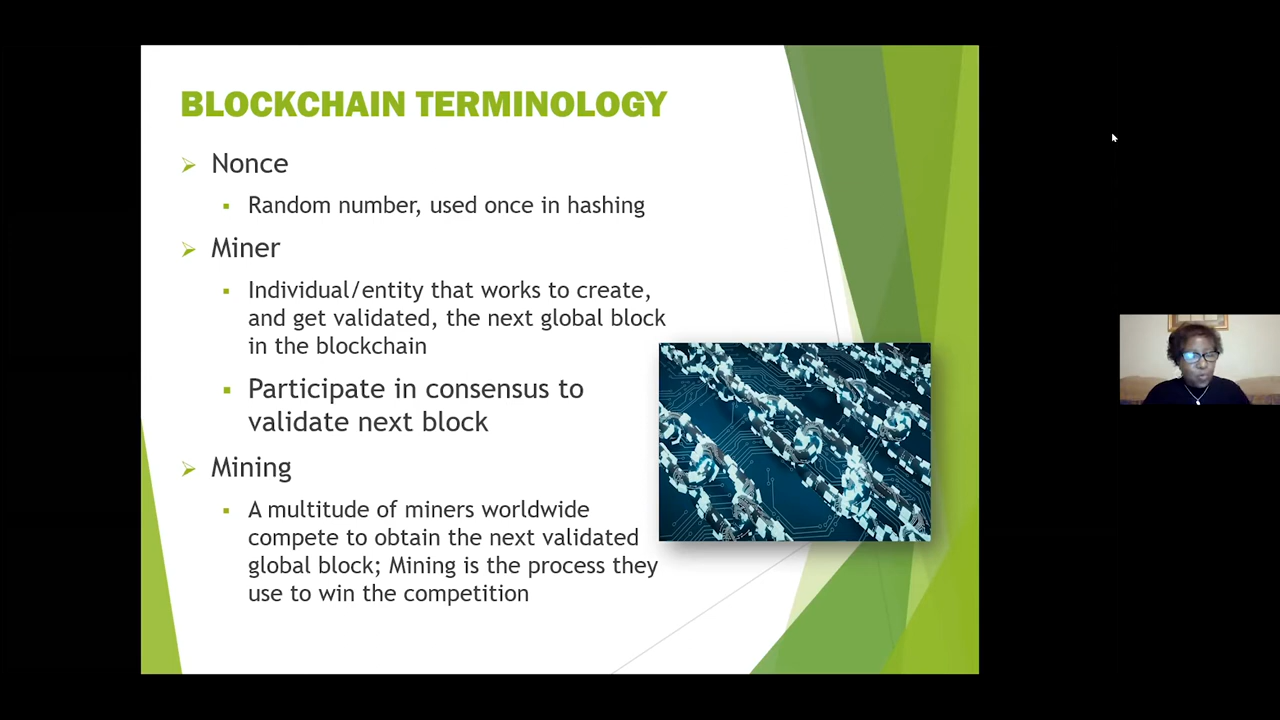 BLOCKCHAIN TERMINOLOGY
Nonce
Random number, used once in hashing
Miner
Individual/entity that works to create,
and get validated, the next global block
in the blockchain
Participate in consensus to
validate next block
Mining
A multitude of miners worldwide
compete to obtain the next validated
global block; Mining is the process they
use to win the competition